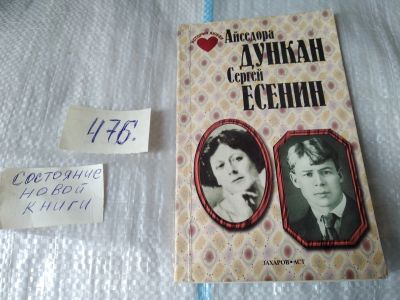 Айседора
ДУНКАН
Сергей
ЕСЕНИН
ЗАХАРОВ • АСТ
476.
СОСТОЯНИЕ
НОВОЙ
КНИГИ